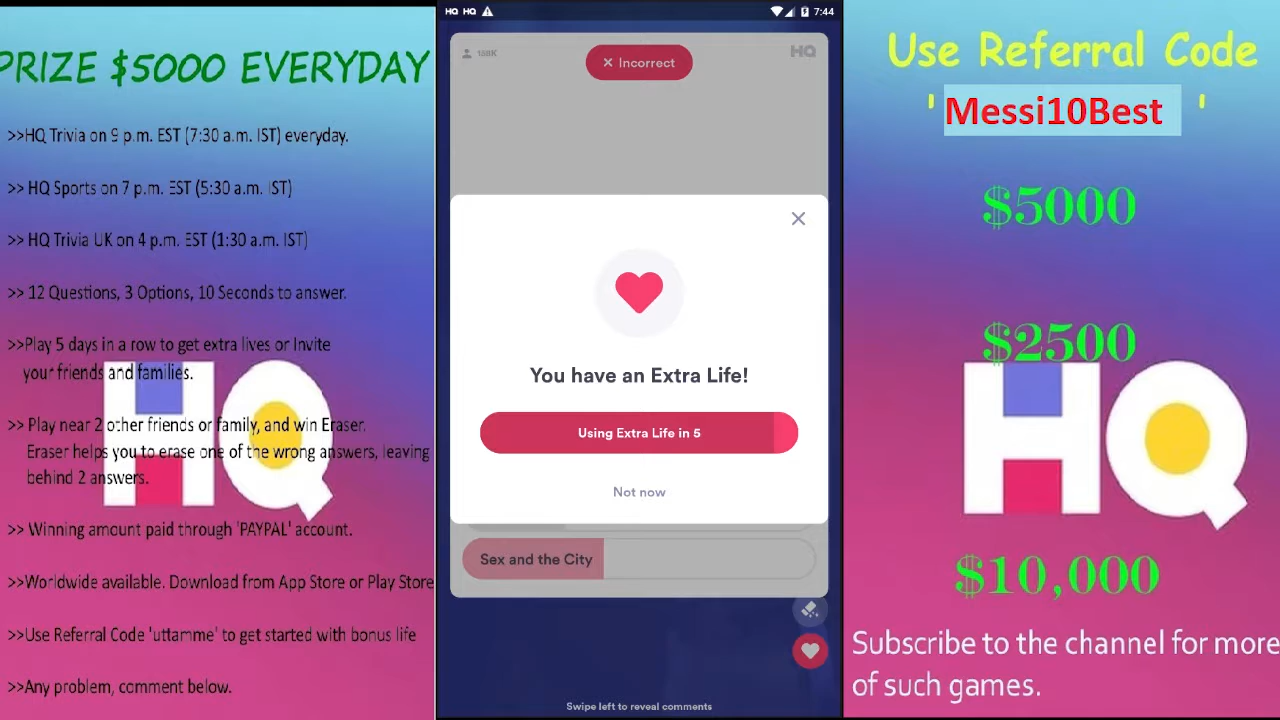 PRIZE $5000 EVERYDAY
>>HQ Trivia on 9 p.m. EST (7:30 a.m. IST) everyday.
>> HQ Sports on 7 p.m. EST (5:30 a.m. IST)
>> HQ Trivia UK on 4 p.m. EST (1:30 a.m. IST)
>> 12 Questions, 3 Options, 10 Seconds to answer.
>>Play 5 days in a row to get extra lives or Invite
your friends and families.
>> Play near 2 other friends or family, and win Eraser.
Eraser helps you to erase one of the wrong answers, leaving
behind 2 answers.
>> Winning amount paid through 'PAYPAL' account.
>>Worldwide available. Download from App Store or Play Store
>>Use Referral Code 'uttamme' to get started with bonus life
>>Any problem, comment below.
HQ
HQ HQ 7:44
158K
× Incorrect
HQ
You have an Extra Life!
Using Extra Life in 5
Not now
Sex and the City
Swipe left to reveal comments
Use Referral Code
' Messi10Best '
$5000
$2500
HQ
$10,000
Subscribe to the channel for more
of such games.